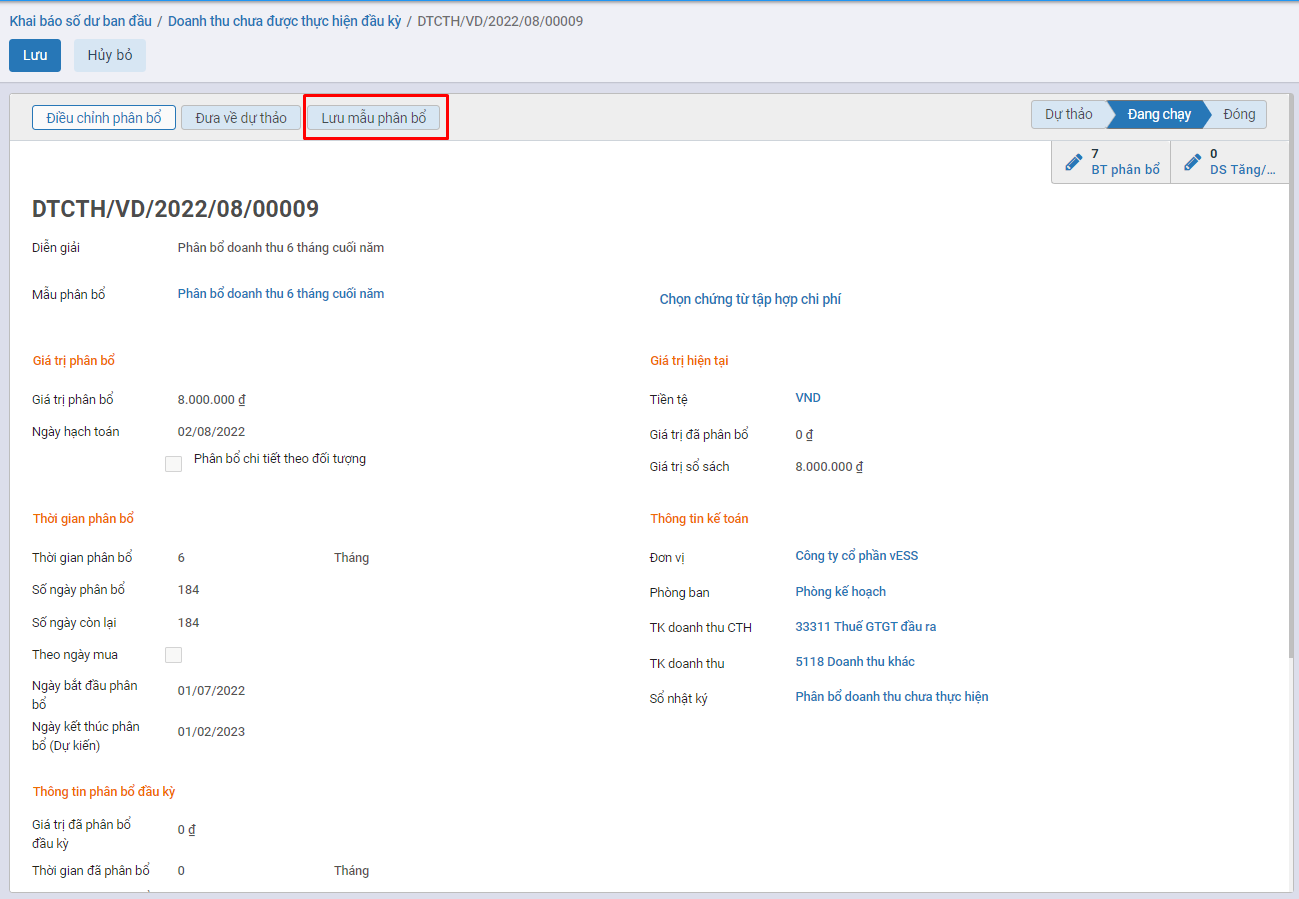 Khai báo số dư ban đầu / Doanh thu chưa được thực hiện đầu kỳ / DTCTH/VD/2022/08/00009
Lưu Hủy bỏ
Điều chỉnh phân bổ Đưa về dự thảo Lưu mẫu phân bổ Dự thảo Đang chạy Đóng
7 0
BT phân bổ DS Tăng/...
DTCTH/VD/2022/08/00009
Diễn giải Phân bổ doanh thu 6 tháng cuối năm
Mẫu phân bổ Phân bổ doanh thu 6 tháng cuối năm
Chọn chứng từ tập hợp chi phí
Giá trị phân bổ
Giá trị phân bổ 8.000.000 ₫
Ngày hạch toán 02/08/2022
Phân bổ chi tiết theo đối tượng
Giá trị hiện tại
Tiền tệ VND
Giá trị đã phân bổ 0 ₫
Giá trị sổ sách 8.000.000 ₫
Thời gian phân bổ
Thời gian phân bổ 6 Tháng
Số ngày phân bổ 184
Số ngày còn lại 184
Theo ngày mua
Ngày bắt đầu phân
bổ 01/07/2022
Ngày kết thúc phân
bổ (Dự kiến) 01/02/2023
Thông tin kế toán
Đơn vị Công ty cổ phần vESS
Phòng ban Phòng kế hoạch
TK doanh thu CTH 33311 Thuế GTGT đầu ra
TK doanh thu 5118 Doanh thu khác
Sổ nhật ký Phân bổ doanh thu chưa thực hiện
Thông tin phân bổ đầu kỳ
Giá trị đã phân bổ
đầu kỳ 0 ₫
Thời gian đã phân bổ 0 Tháng